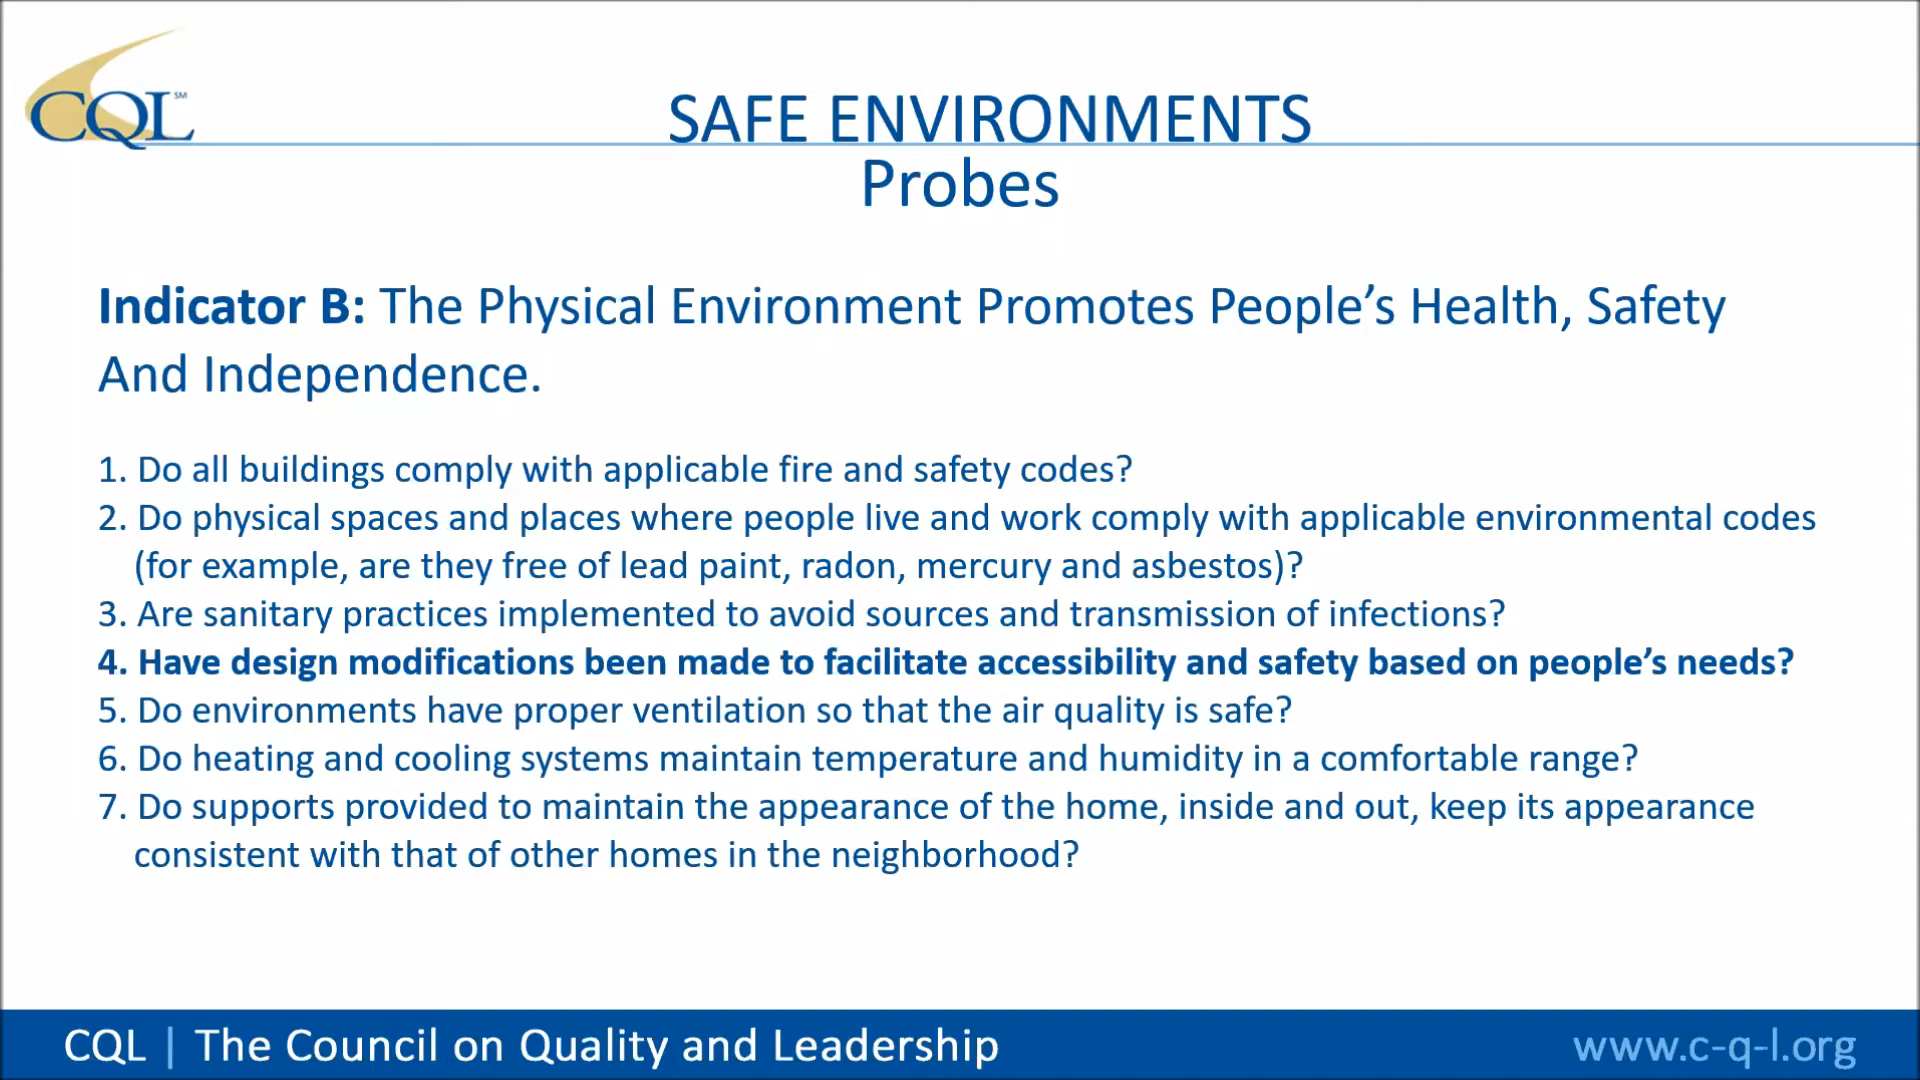 CQL℠
SAFE ENVIRONMENTS
Probes
Indicator B: The Physical Environment Promotes People’s Health, Safety
And Independence.
1. Do all buildings comply with applicable fire and safety codes?
2. Do physical spaces and places where people live and work comply with applicable environmental codes
(for example, are they free of lead paint, radon, mercury and asbestos)?
3. Are sanitary practices implemented to avoid sources and transmission of infections?
4. Have design modifications been made to facilitate accessibility and safety based on people’s needs?
5. Do environments have proper ventilation so that the air quality is safe?
6. Do heating and cooling systems maintain temperature and humidity in a comfortable range?
7. Do supports provided to maintain the appearance of the home, inside and out, keep its appearance
consistent with that of other homes in the neighborhood?
CQL | The Council on Quality and Leadership
www.c-q-l.org